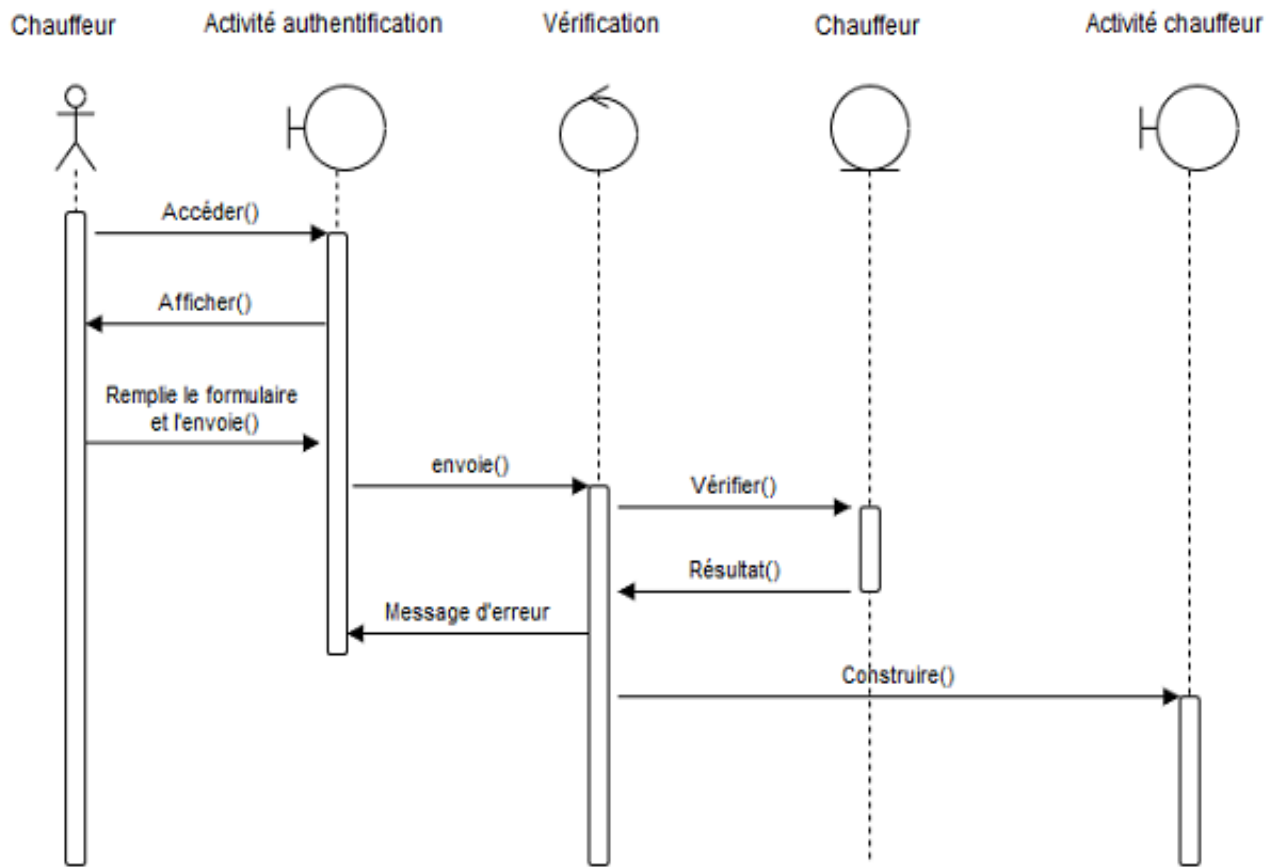 Chauffeur
Activité authentification
Vérification
Chauffeur
Activité chauffeur
Accéder()
Afficher()
Remplie le formulaire
et l'envoie()
envoie()
Vérifier()
Résultat()
Message d'erreur
Construire()